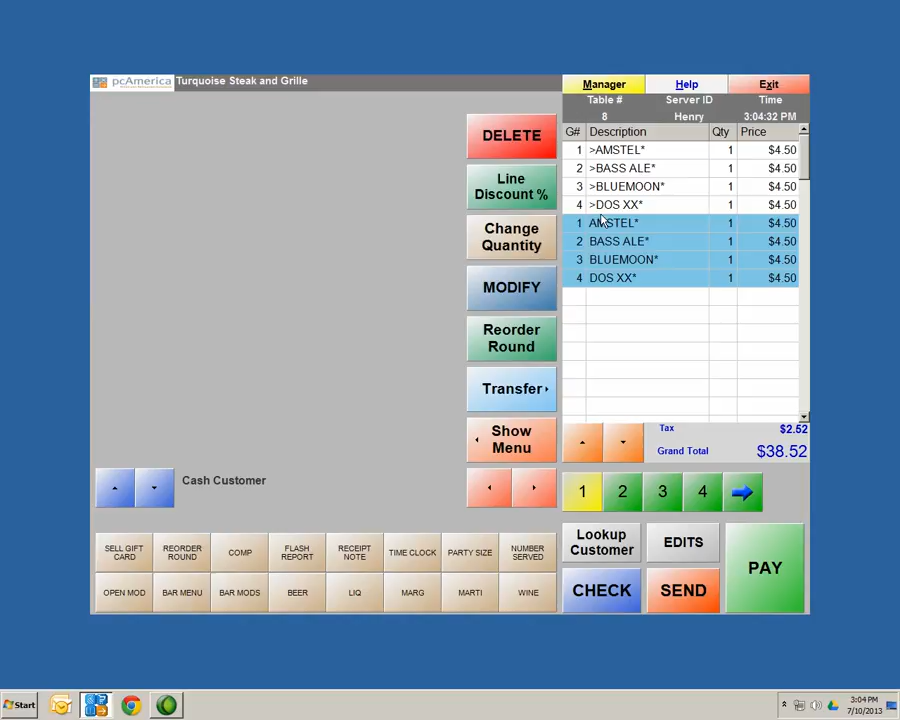 pcAmerica Turquoise Steak and Grille
Manager Help Exit
Table # Server ID Time
8 Henry 3:04:32 PM
G# Description Qty Price
1 >AMSTEL* 1 $4.50
2 >BASS ALE* 1 $4.50
3 >BLUEMOON* 1 $4.50
4 >DOS XX* 1 $4.50
1 AMSTEL* 1 $4.50
2 BASS ALE* 1 $4.50
3 BLUEMOON* 1 $4.50
4 DOS XX* 1 $4.50
DELETE
Line
Discount %
Change
Quantity
MODIFY
Reorder
Round
Transfer
Show
Menu
Tax $2.52
Grand Total $38.52
1 2 3 4
Cash Customer
SELL GIFT
CARD
REORDER
ROUND
COMP
FLASH
REPORT
RECEIPT
NOTE
TIME CLOCK
PARTY SIZE
NUMBER
SERVED
OPEN MOD
BAR MENU
BAR MODS
BEER
LIQ
MARG
MARTI
WINE
Lookup
Customer
EDITS
PAY
CHECK
SEND
Start
3:04 PM
7/10/2013